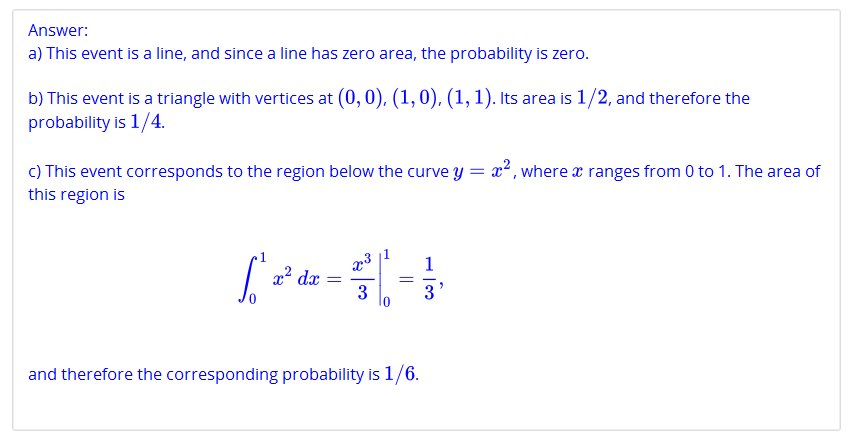 Answer:
a) This event is a line, and since a line has zero area, the probability is zero.
b) This event is a triangle with vertices at (0, 0), (1, 0), (1, 1). Its area is 1/2, and therefore the
probability is 1/4.
c) This event corresponds to the region below the curve y = x², where x ranges from 0 to 1. The area of
this region is
∫₀¹ x² dx = x³/3 |₀¹ = 1/3,
and therefore the corresponding probability is 1/6.